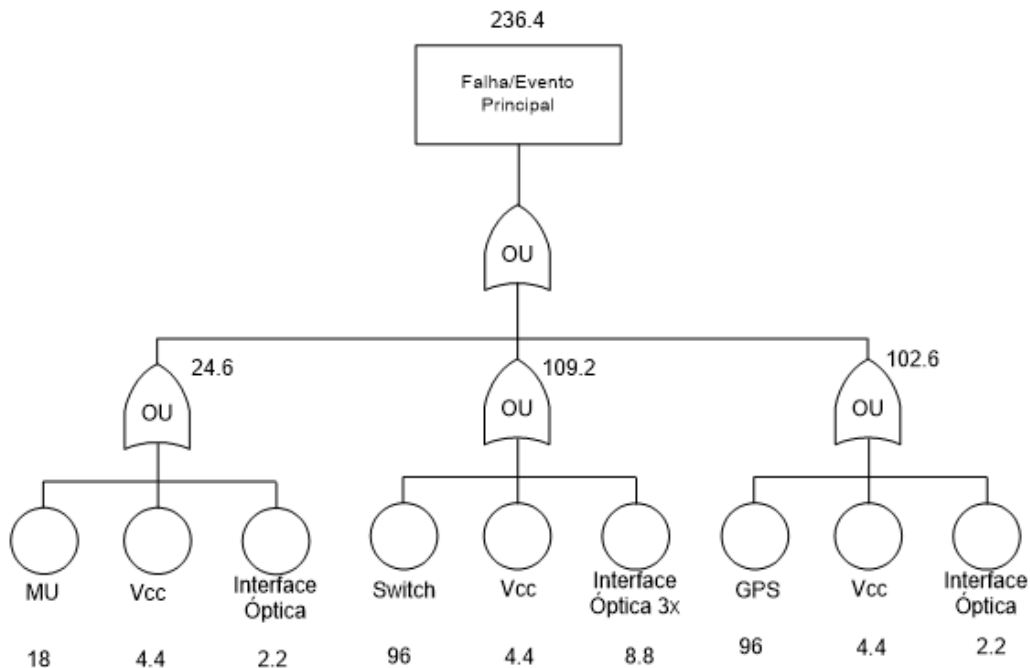 236.4
Falha/Evento
Principal
OU
24.6
109.2
102.6
OU
OU
OU
MU
Vcc
Interface
Óptica
Switch
Vcc
Interface
Óptica 3x
GPS
Vcc
Interface
Óptica
18
4.4
2.2
96
4.4
8.8
96
4.4
2.2